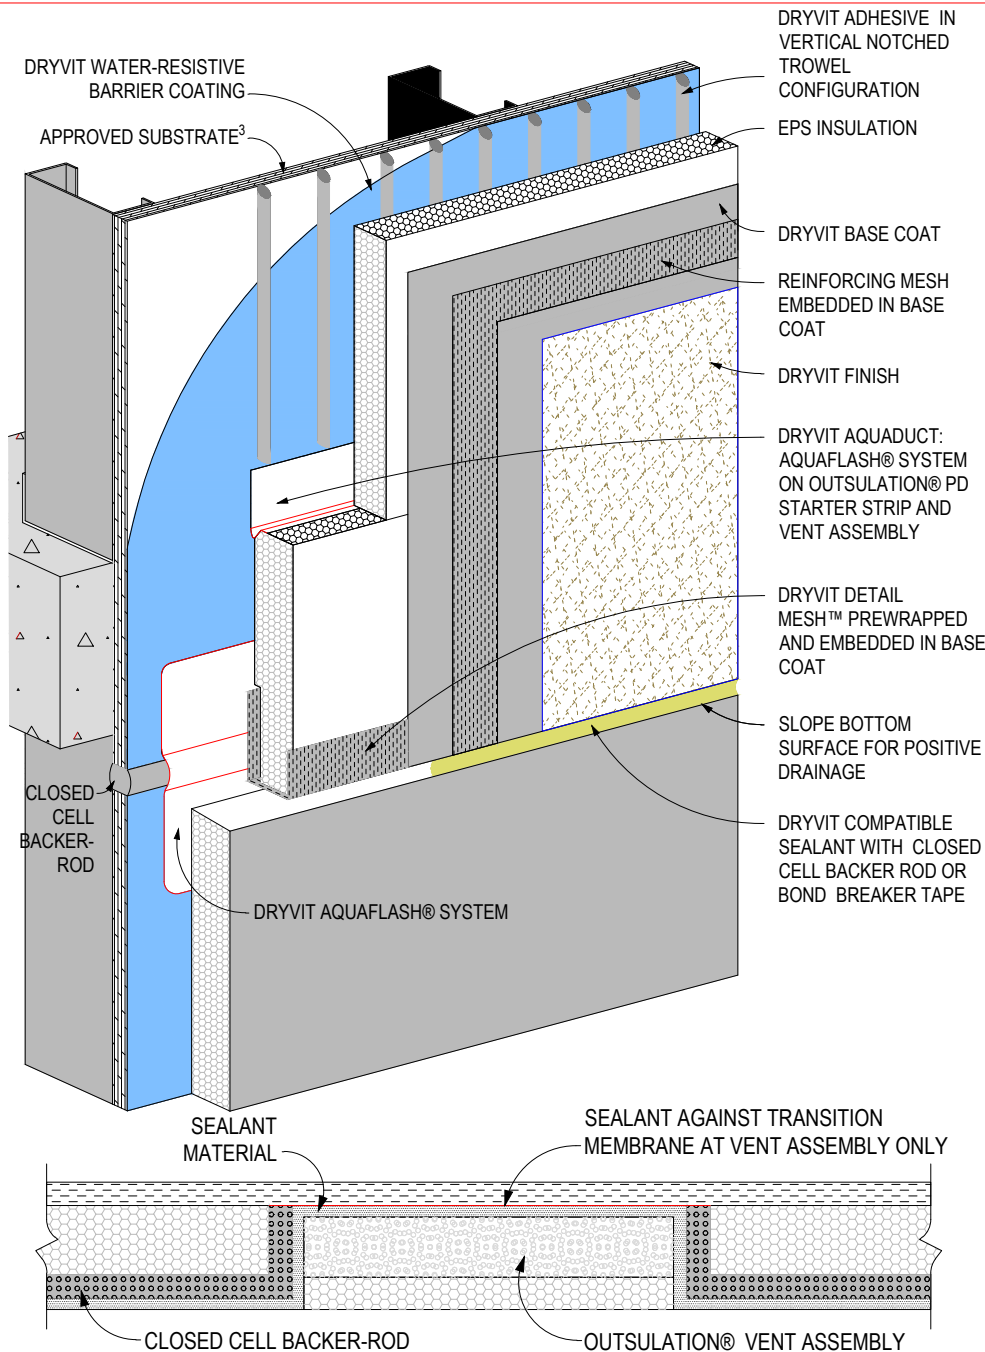 DRYVIT WATER-RESISTIVE
BARRIER COATING
APPROVED SUBSTRATE³
DRYVIT ADHESIVE IN
VERTICAL NOTCHED
TROWEL
CONFIGURATION
EPS INSULATION
DRYVIT BASE COAT
REINFORCING MESH
EMBEDDED IN BASE
COAT
DRYVIT FINISH
DRYVIT AQUADUCT:
AQUAFLASH® SYSTEM
ON OUTSULATION® PD
STARTER STRIP AND
VENT ASSEMBLY
DRYVIT DETAIL
MESH™ PREWRAPPED
AND EMBEDDED IN BASE
COAT
SLOPE BOTTOM
SURFACE FOR POSITIVE
DRAINAGE
DRYVIT COMPATIBLE
SEALANT WITH CLOSED
CELL BACKER ROD OR
BOND BREAKER TAPE
CLOSED
CELL
BACKER-
ROD
DRYVIT AQUAFLASH® SYSTEM
SEALANT
MATERIAL
SEALANT AGAINST TRANSITION
MEMBRANE AT VENT ASSEMBLY ONLY
CLOSED CELL BACKER-ROD
OUTSULATION® VENT ASSEMBLY